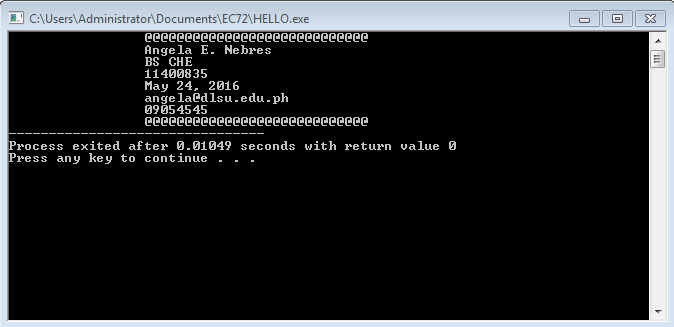 C:\Users\Administrator\Documents\EC72\HELLO.exe
@@@@@@@@@@@@@@@@@@@@@@@@@@@@
Angela E. Nebres
BS CHE
11400835
May 24, 2016
angela@dlsu.edu.ph
09054545
@@@@@@@@@@@@@@@@@@@@@@@@@@@@
--------------------------------
Process exited after 0.01049 seconds with return value 0
Press any key to continue . . .